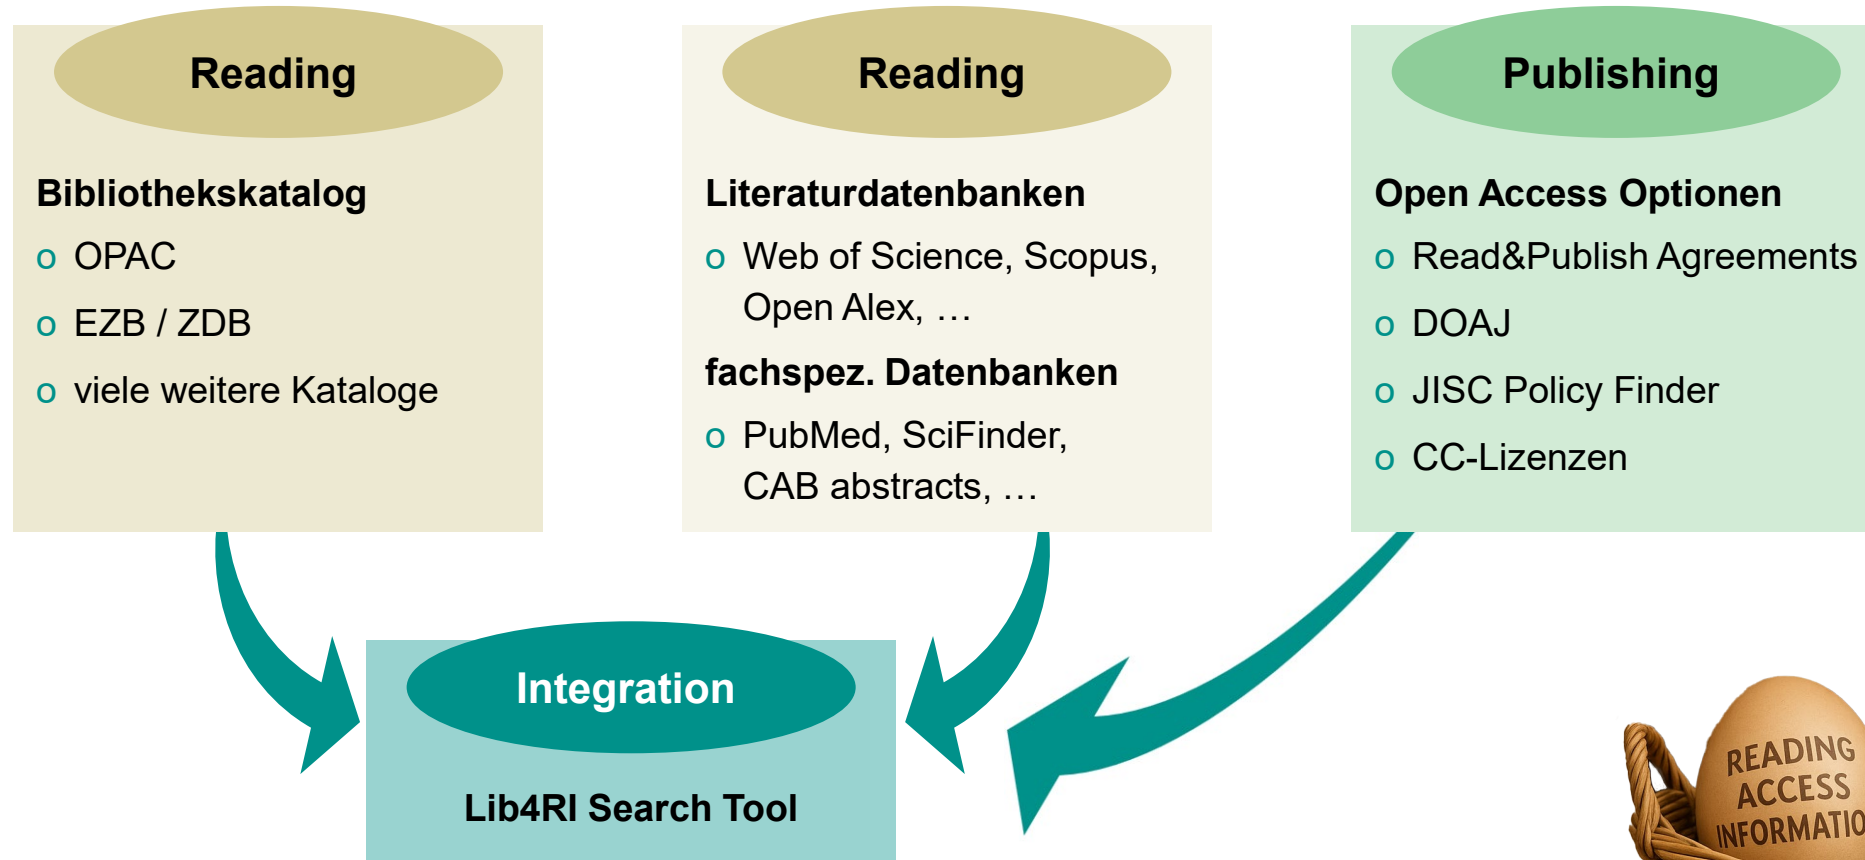 Reading
Bibliothekskatalog
o OPAC
o EZB / ZDB
o viele weitere Kataloge
Reading
Literaturdatenbanken
o Web of Science, Scopus,
Open Alex, …
fachspez. Datenbanken
o PubMed, SciFinder,
CAB abstracts, …
Publishing
Open Access Optionen
o Read&Publish Agreements
o DOAJ
o JISC Policy Finder
o CC-Lizenzen
Integration
Lib4RI Search Tool
READING
ACCESS
INFORMATIO